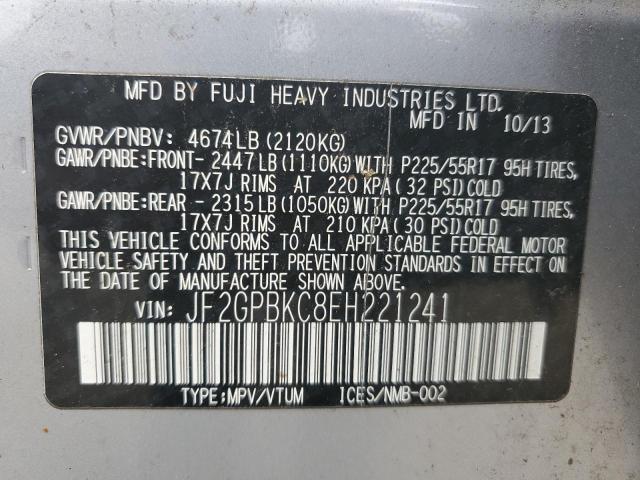 MFD BY FUJI HEAVY INDUSTRIES LTD.
MFD IN 10/13
GVWR/PNBV: 4674LB(2120KG)
GAWR/PNBE:FRONT-2447LB(1110KG)WITH P225/55R17 95H TIRES,
17X7J RIMS AT 220 KPA(32 PSI)COLD
GAWR/PNBE:REAR -2315LB(1050KG)WITH P225/55R17 95H TIRES,
17X7J RIMS AT 210 KPA(30 PSI)COLD
THIS VEHICLE CONFORMS TO ALL APPLICABLE FEDERAL MOTOR
VEHICLE SAFETY AND THEFT PREVENTION STANDARDS IN EFFECT ON
THE DATE OF MANUFACTURE SHOWN ABOVE.
VIN: JF2GPBKC8EH221241
TYPE:MPV/VTUM ICES/NMB-002